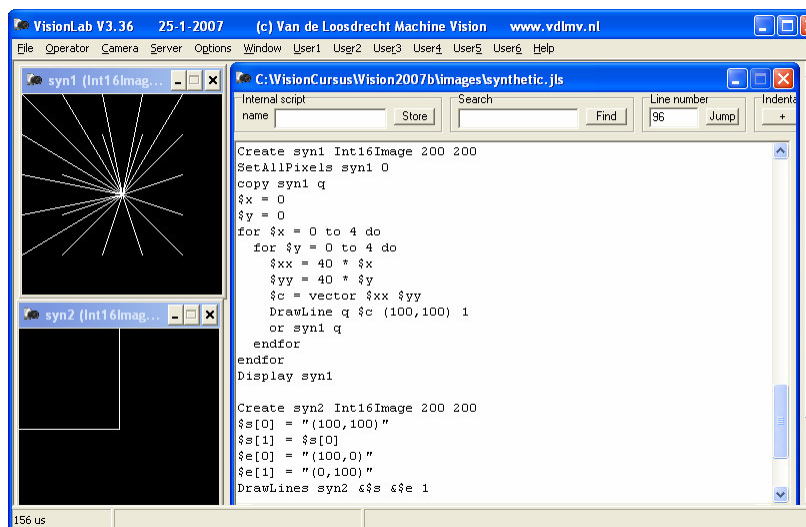 VisionLab V3.36 25-1-2007 (c) Van de Loosdrecht Machine Vision www.vdlmv.nl
File Operator Camera Server Options Window User1 User2 User3 User4 User5 User6 Help
syn1 (Int16Imag...
C:\VisionCursus\Vision2007b\images\synthetic.jls
Internal script
Search
Line number
Indenta
name
Store
Find
96
Jump
+
Create syn1 Int16Image 200 200
SetAllPixels syn1 0
copy syn1 q
$x = 0
$y = 0
for $x = 0 to 4 do
for $y = 0 to 4 do
$xx = 40 * $x
$yy = 40 * $y
$c = vector $xx $yy
DrawLine q $c (100,100) 1
or syn1 q
endfor
endfor
Display syn1
syn2 (Int16Imag...
Create syn2 Int16Image 200 200
$s[0] = "(100,100)"
$s[1] = $s[0]
$e[0] = "(100,0)"
$e[1] = "(0,100)"
DrawLines syn2 &$s &$e 1
156 us